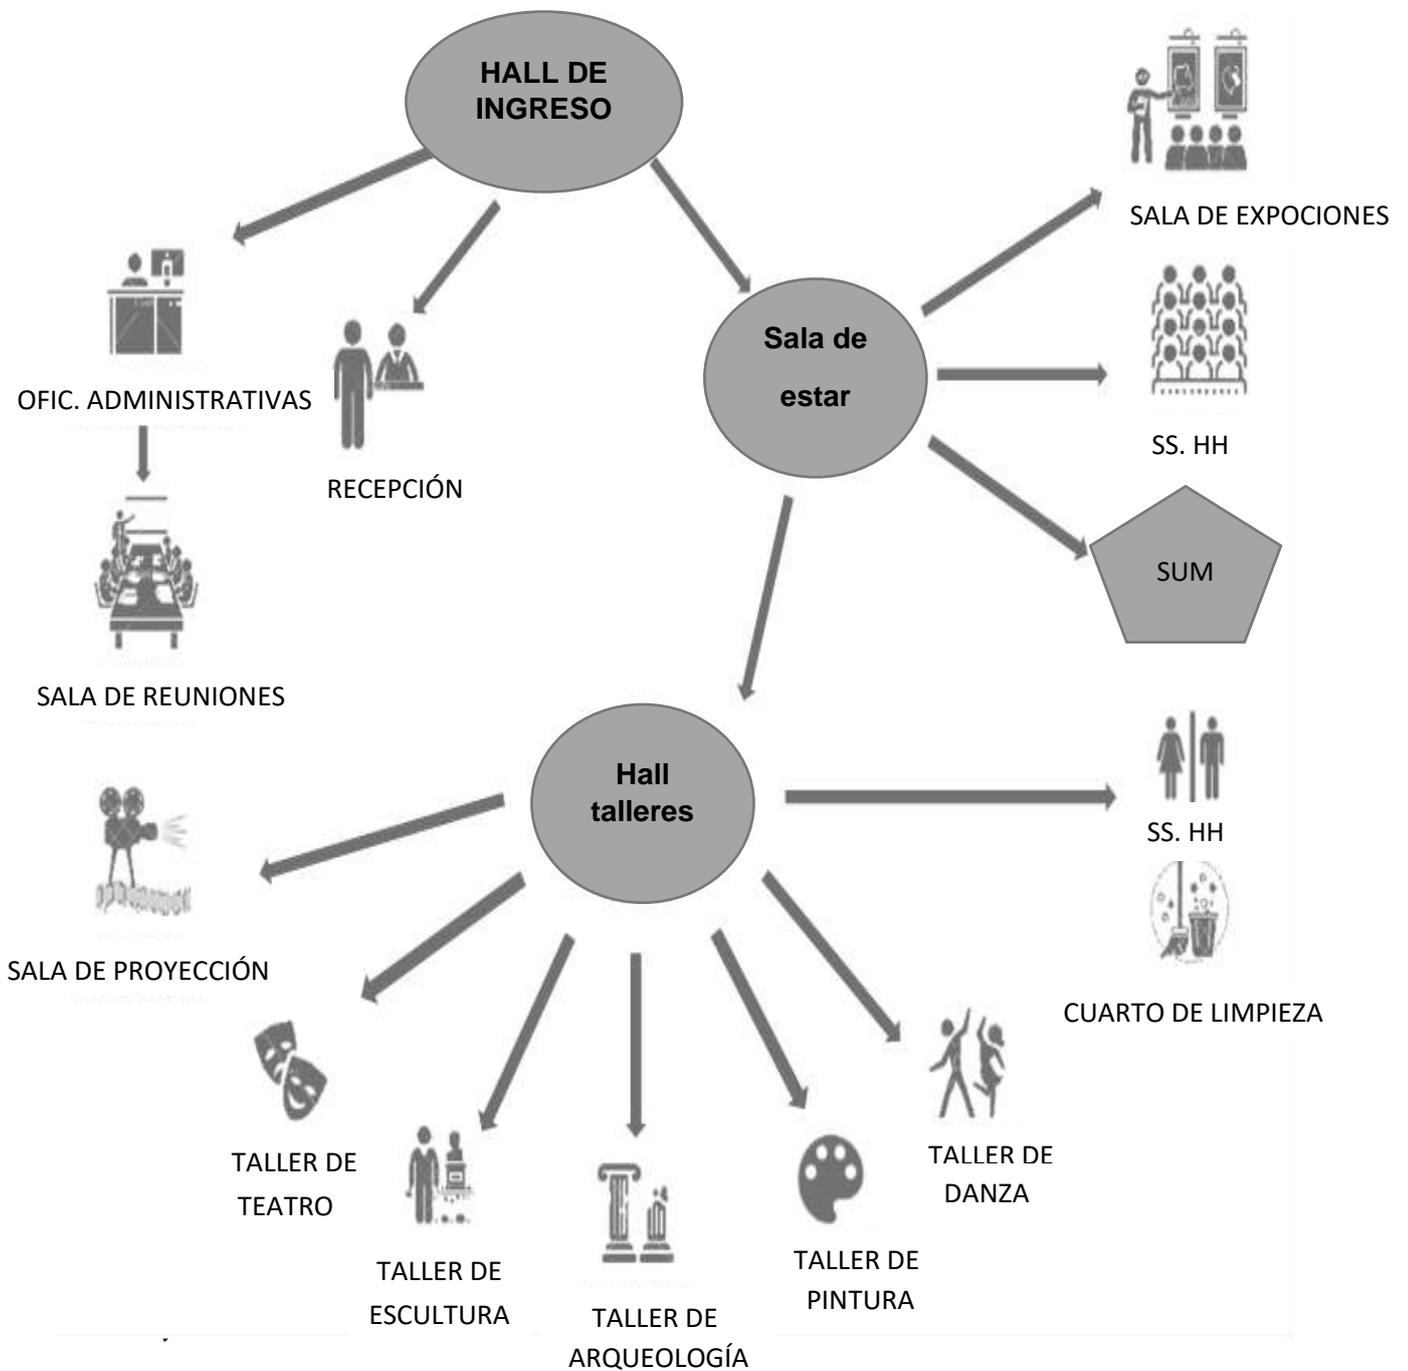 HALL DE
INGRESO
SALA DE EXPOCIONES
Sala de
estar
OFIC. ADMINISTRATIVAS
RECEPCIÓN
SS. HH
SUM
SALA DE REUNIONES
Hall
talleres
SS. HH
SALA DE PROYECCIÓN
CUARTO DE LIMPIEZA
TALLER DE
TEATRO
TALLER DE
ESCULTURA
TALLER DE
ARQUEOLOGÍA
TALLER DE
PINTURA
TALLER DE
DANZA